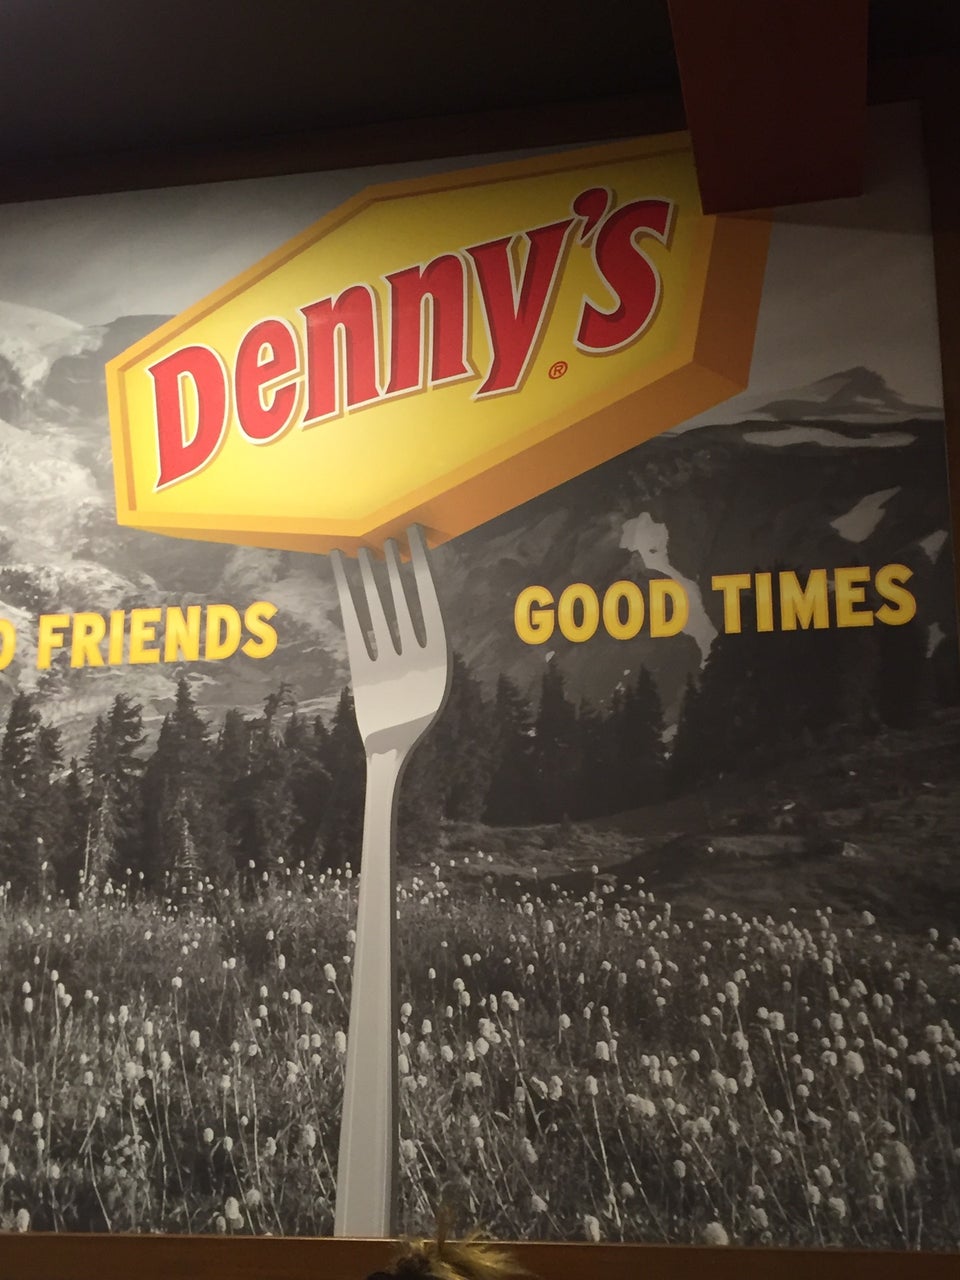 Denny's
®
FRIENDS
GOOD TIMES